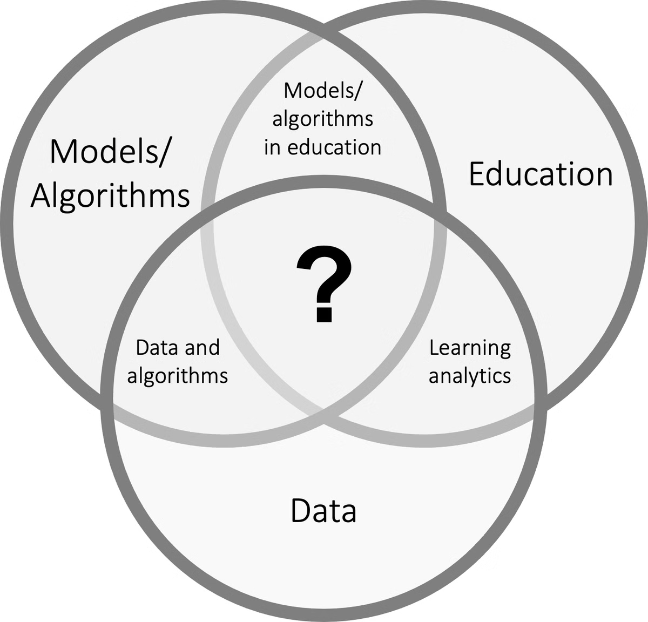 Models/
algorithms
in education
Models/
Algorithms
Education
?
Data and
algorithms
Learning
analytics
Data